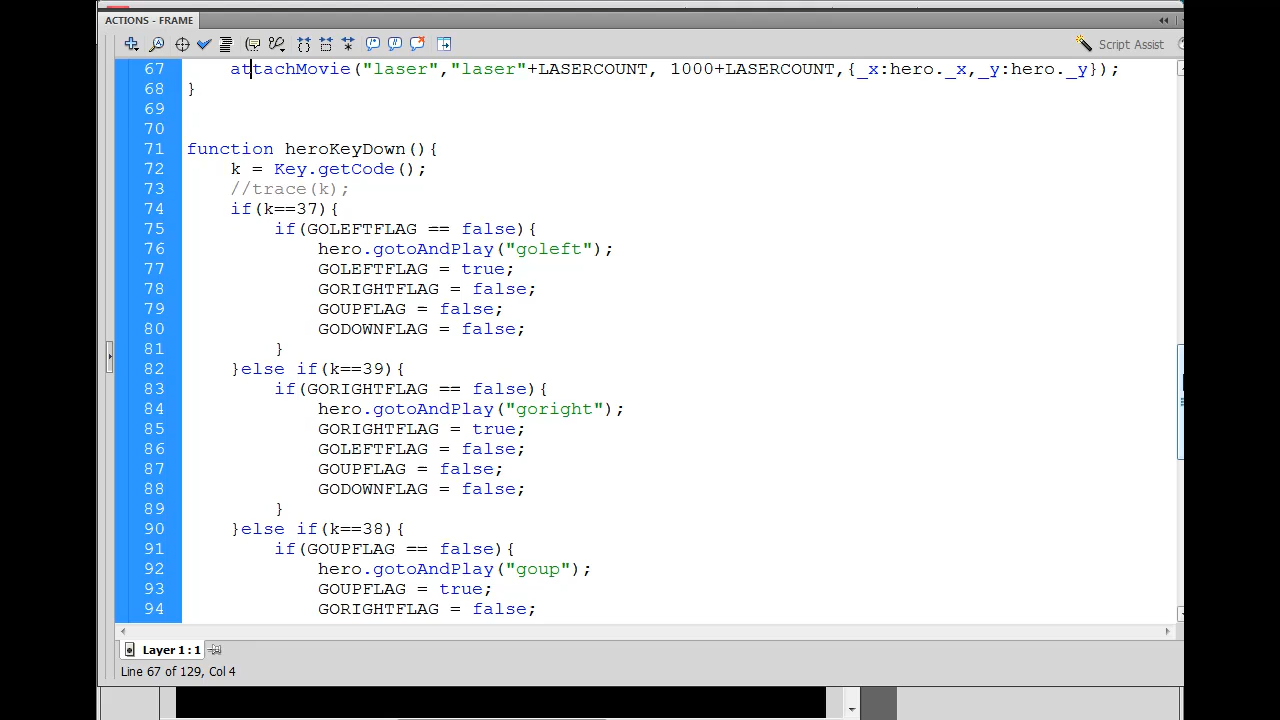 ACTIONS - FRAME
Script Assist
67 attachMovie("laser","laser"+LASERCOUNT, 1000+LASERCOUNT,{_x:hero._x,_y:hero._y});
68 }
69
70
71 function heroKeyDown(){
72 k = Key.getCode();
73 //trace(k);
74 if(k==37){
75 if(GOLEFTFLAG == false){
76 hero.gotoAndPlay("goleft");
77 GOLEFTFLAG = true;
78 GORIGHTFLAG = false;
79 GOUPFLAG = false;
80 GODOWNFLAG = false;
81 }
82 }else if(k==39){
83 if(GORIGHTFLAG == false){
84 hero.gotoAndPlay("goright");
85 GORIGHTFLAG = true;
86 GOLEFTFLAG = false;
87 GOUPFLAG = false;
88 GODOWNFLAG = false;
89 }
90 }else if(k==38){
91 if(GOUPFLAG == false){
92 hero.gotoAndPlay("goup");
93 GOUPFLAG = true;
94 GORIGHTFLAG = false;
Layer 1 : 1
Line 67 of 129, Col 4